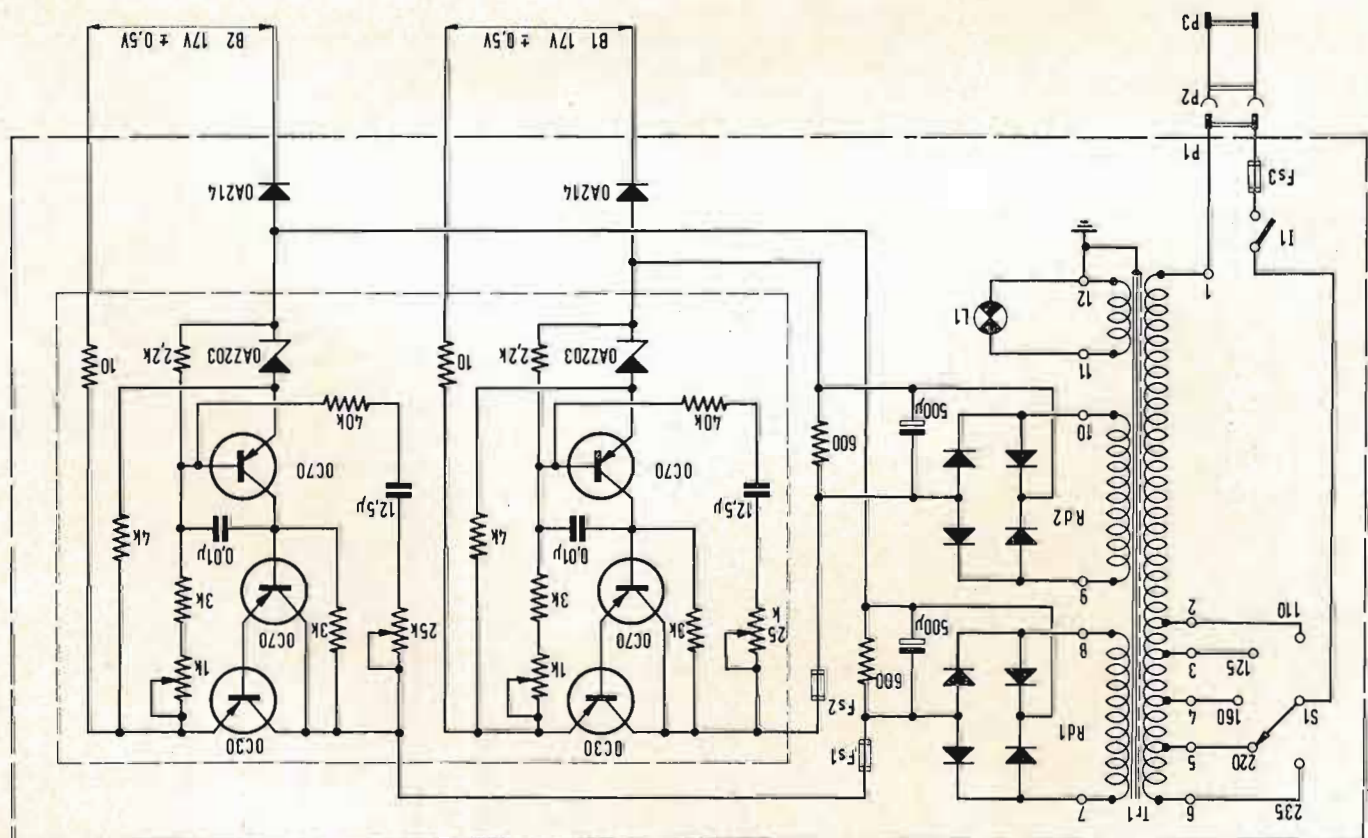 235
6
Tr1
7
220
5
Fs1
OC30
OC30
S1
160
4
Rd1
Fs2
125
3
8
600
500µ
1k
1k
110
2
25k
3k
OC70
3k
25k
3k
OC70
3k
9
0,01µ
0,01µ
Rd2
12,5µ
4k
12,5µ
4k
10
500µ
600
OC70
OC70
40k
40k
11
OAZ203
2,2k
10
OAZ203
2,2k
10
L1
12
1
I1
Fs3
OA214
OA214
P1
P2
P3
B1 17V ± 0,5V
B2 17V ± 0,5V